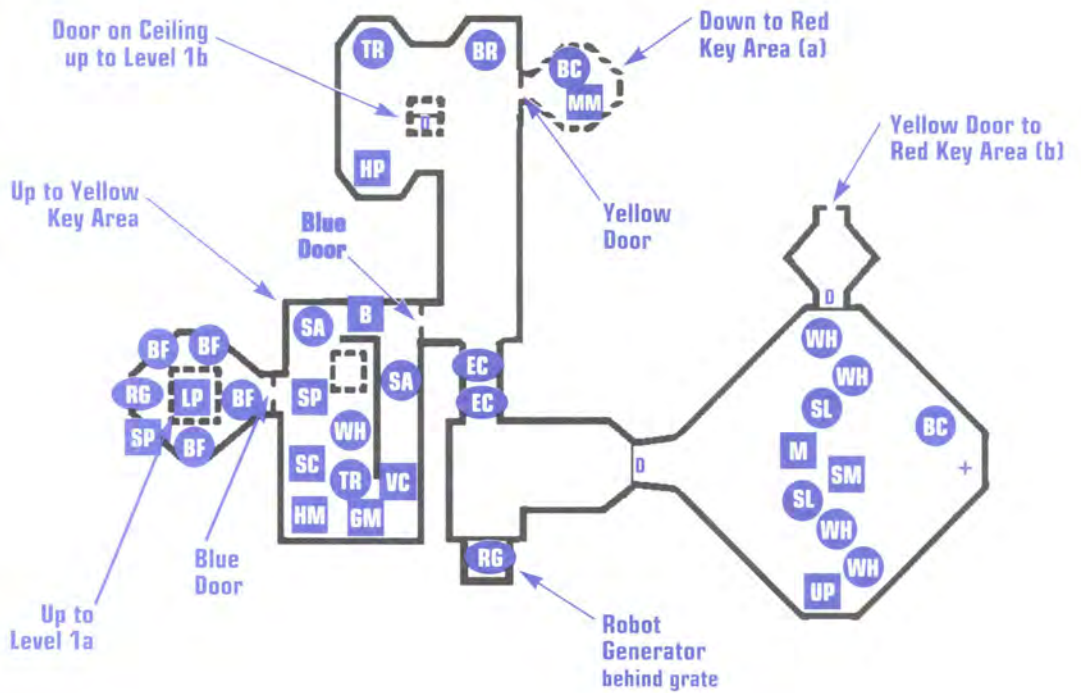 Door on Ceiling
up to Level 1b
TR
BR
Down to Red
Key Area (a)
BC
MM
D
HP
Yellow Door to
Red Key Area (b)
Up to Yellow
Key Area
Blue
Door
Yellow
Door
B
SA
D
BF
BF
WH
EC
SA
WH
RG
LP
BF
SP
EC
SL
BC
SP
BF
WH
M
SC
TR
VC
D
SM
+
SL
HM
GM
WH
RG
WH
UP
Blue
Door
Up to
Level 1a
Robot
Generator
behind grate